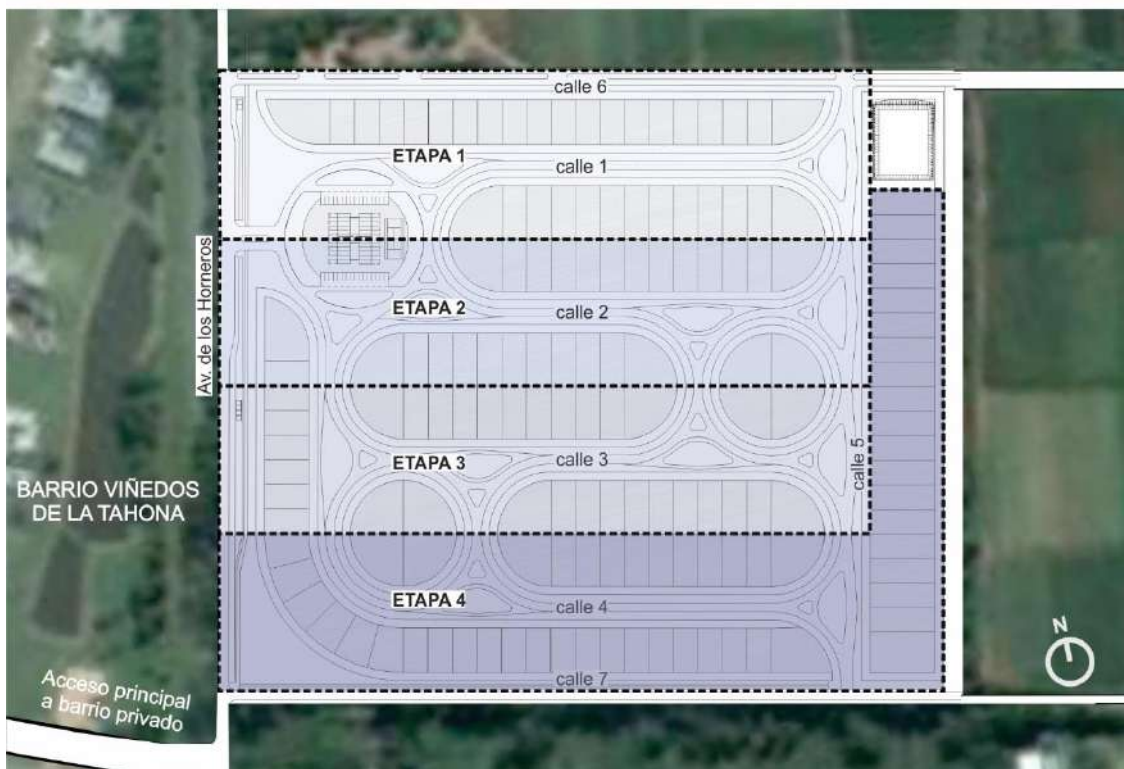 calle 6
ETAPA 1
calle 1
Av. de los Horneros
ETAPA 2
calle 2
ETAPA 3
calle 3
calle 5
BARRIO VIÑEDOS
DE LA TAHONA
ETAPA 4
calle 4
N
calle 7
Acceso principal
a barrio privado